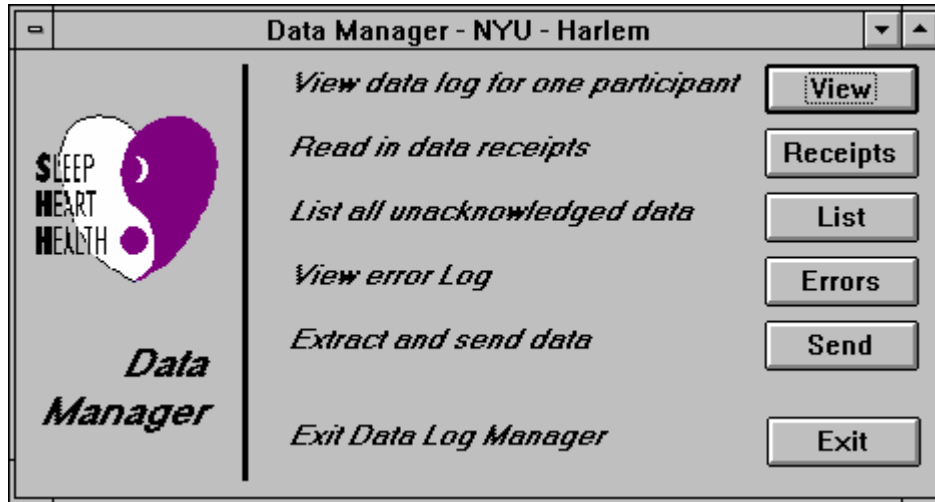 Data Manager - NYU - Harlem
View data log for one participant
View
Read in data receipts
Receipts
SLEEP
HEART
HEALTH
List all unacknowledged data
List
View error Log
Errors
Extract and send data
Send
Data
Manager
Exit Data Log Manager
Exit